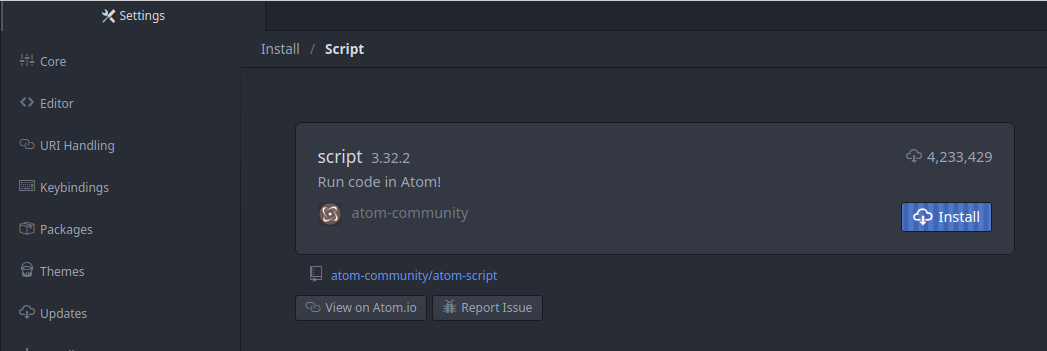 Settings
Core
Editor
URI Handling
Keybindings
Packages
Themes
Updates
Install / Script
script 3.32.2
4,233,429
Run code in Atom!
atom-community
Install
atom-community/atom-script
View on Atom.io
Report Issue